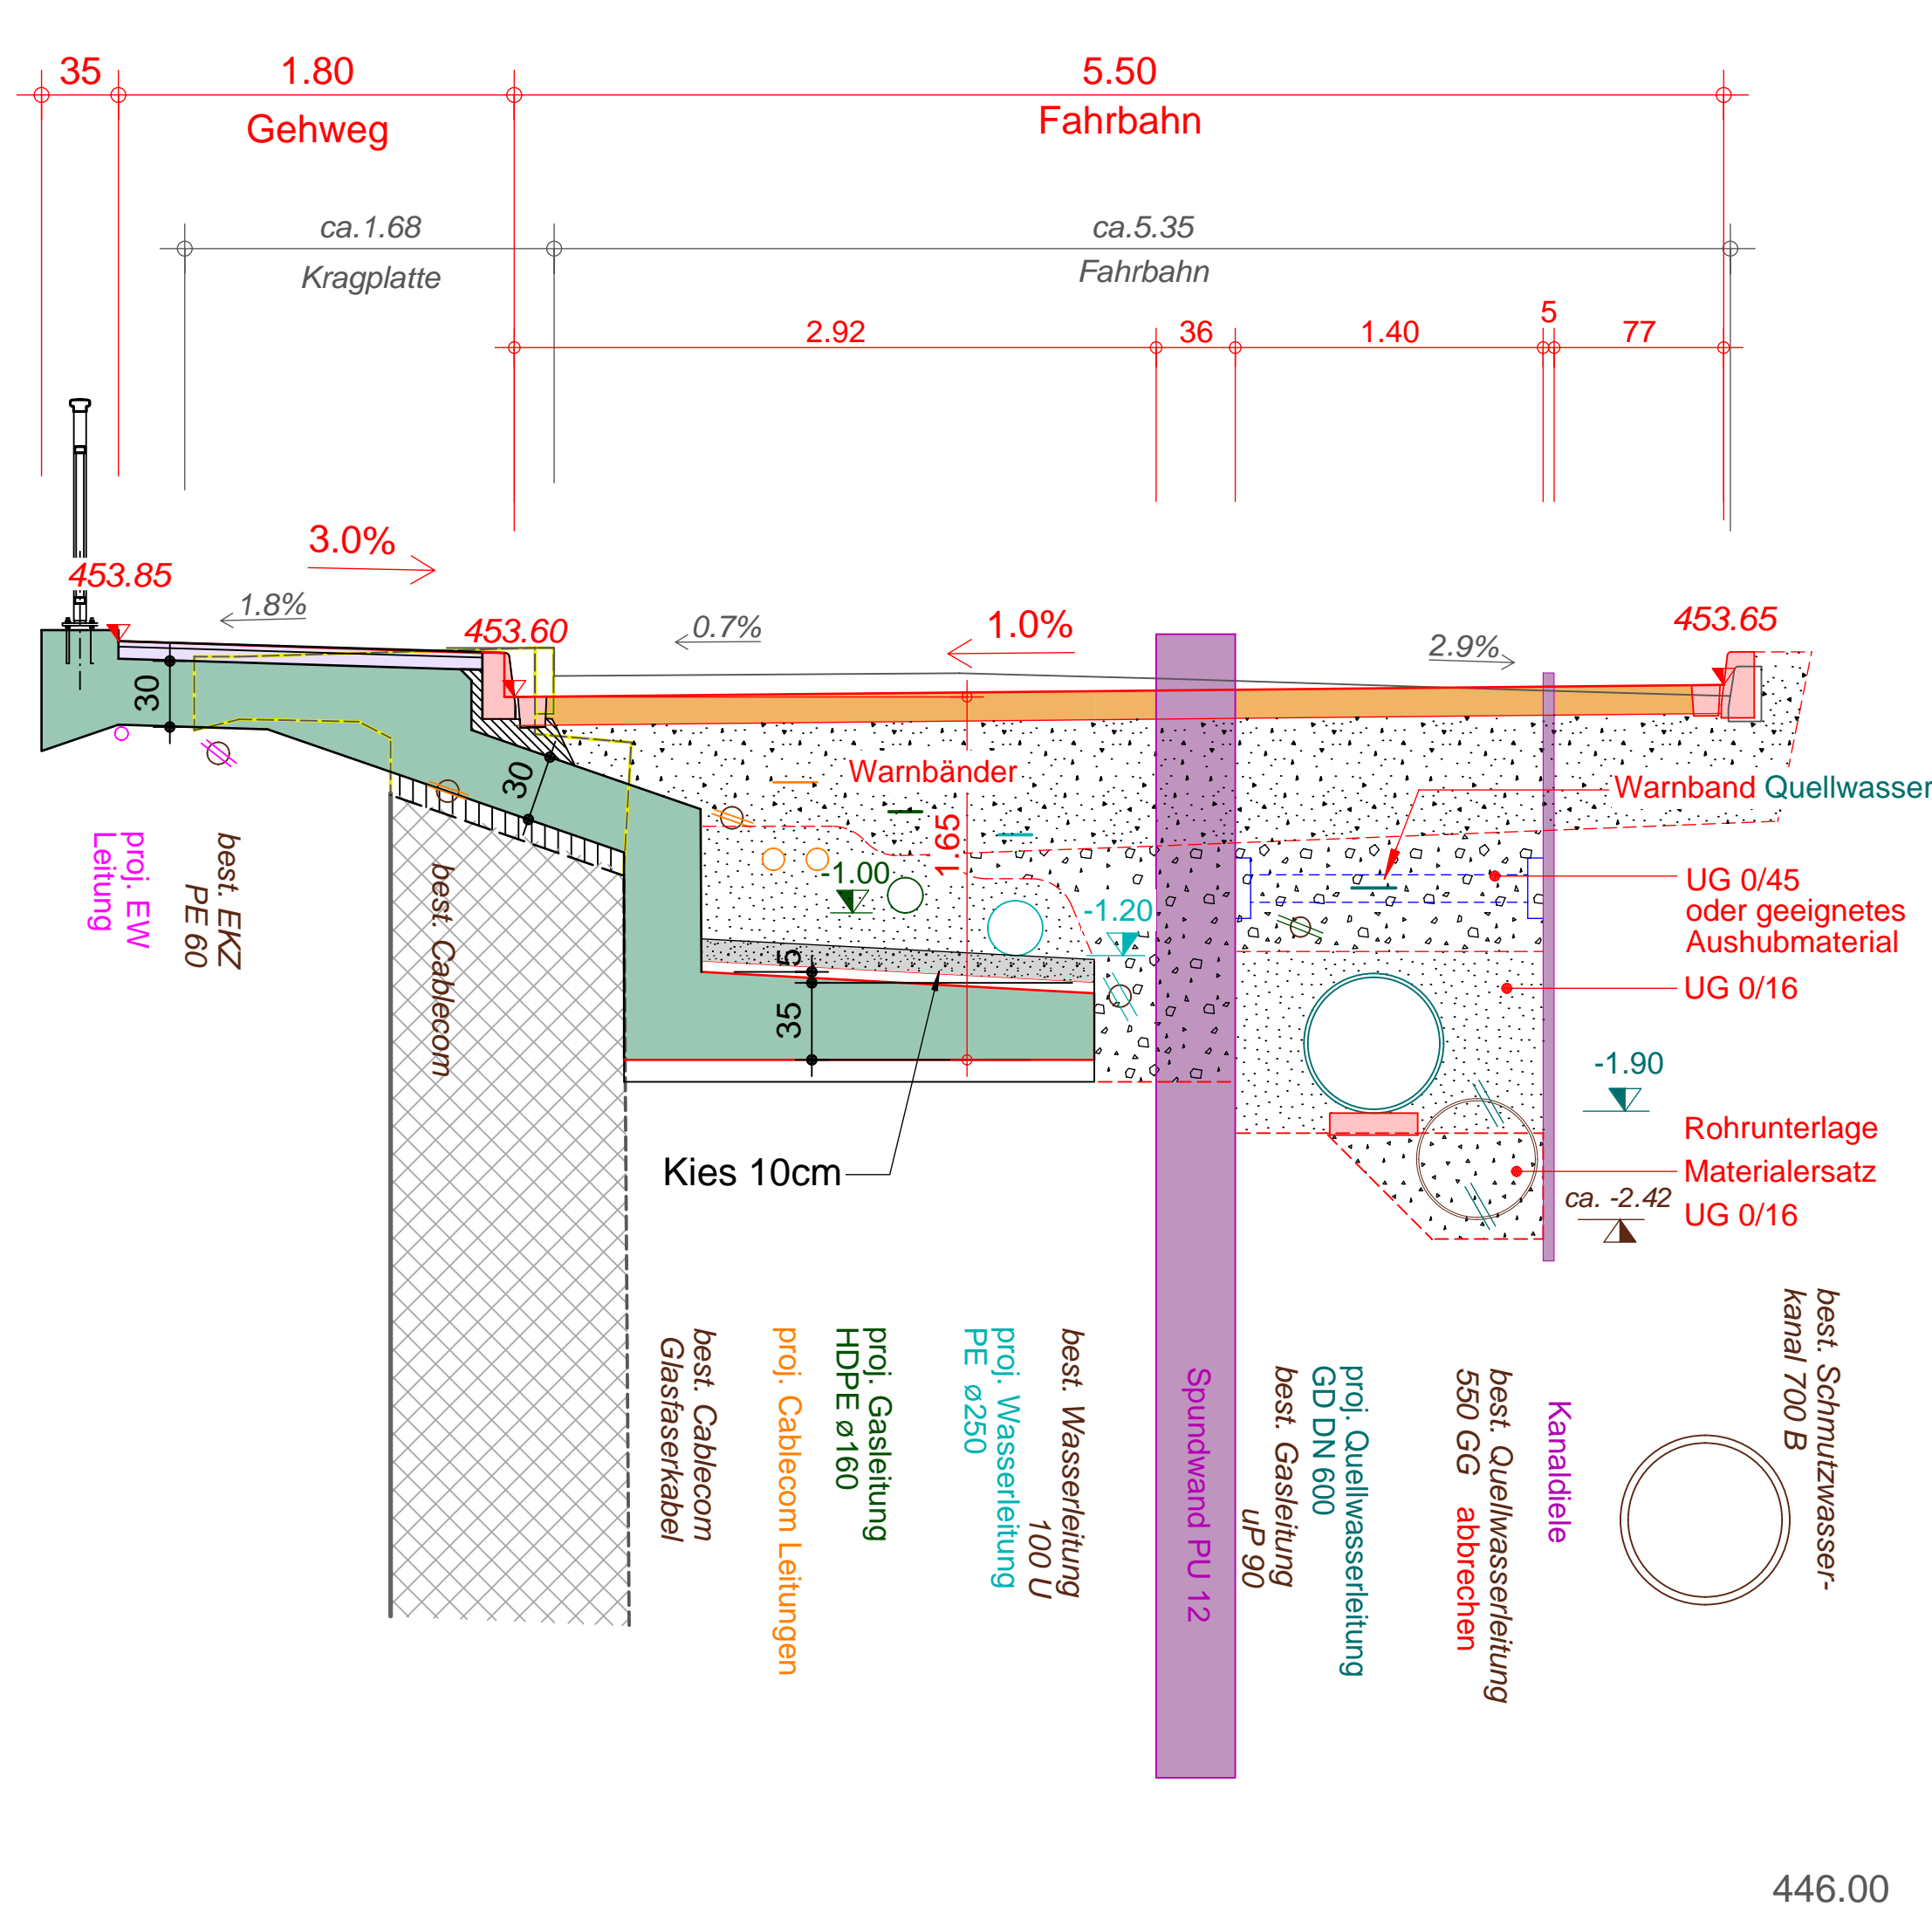 35
1.80
5.50
Gehweg
Fahrbahn
ca.1.68
ca.5.35
Kragplatte
Fahrbahn
2.92
36
1.40
5
77
3.0%
453.85
1.8%
453.60
0.7%
1.0%
2.9%
453.65
30
30
Warnbänder
Warnband Quellwasser
1.65
-1.00
-1.20
UG 0/45
oder geeignetes
Aushubmaterial
UG 0/16
5
35
-1.90
Rohrunterlage
Materialersatz
UG 0/16
ca. -2.42
Kies 10cm
proj. EW
Leitung
best. EKZ
PE 60
best. Cablecom
best. Cablecom
Glasfaserkabel
proj. Cablecom Leitungen
proj. Gasleitung
HDPE ø160
proj. Wasserleitung
PE ø250
best. Wasserleitung
100 U
Spundwand PU 12
best. Gasleitung
uP 90
proj. Quellwasserleitung
GD DN 600
best. Quellwasserleitung
550 GG abbrechen
Kanaldiele
best. Schmutzwasser-
kanal 700 B
446.00